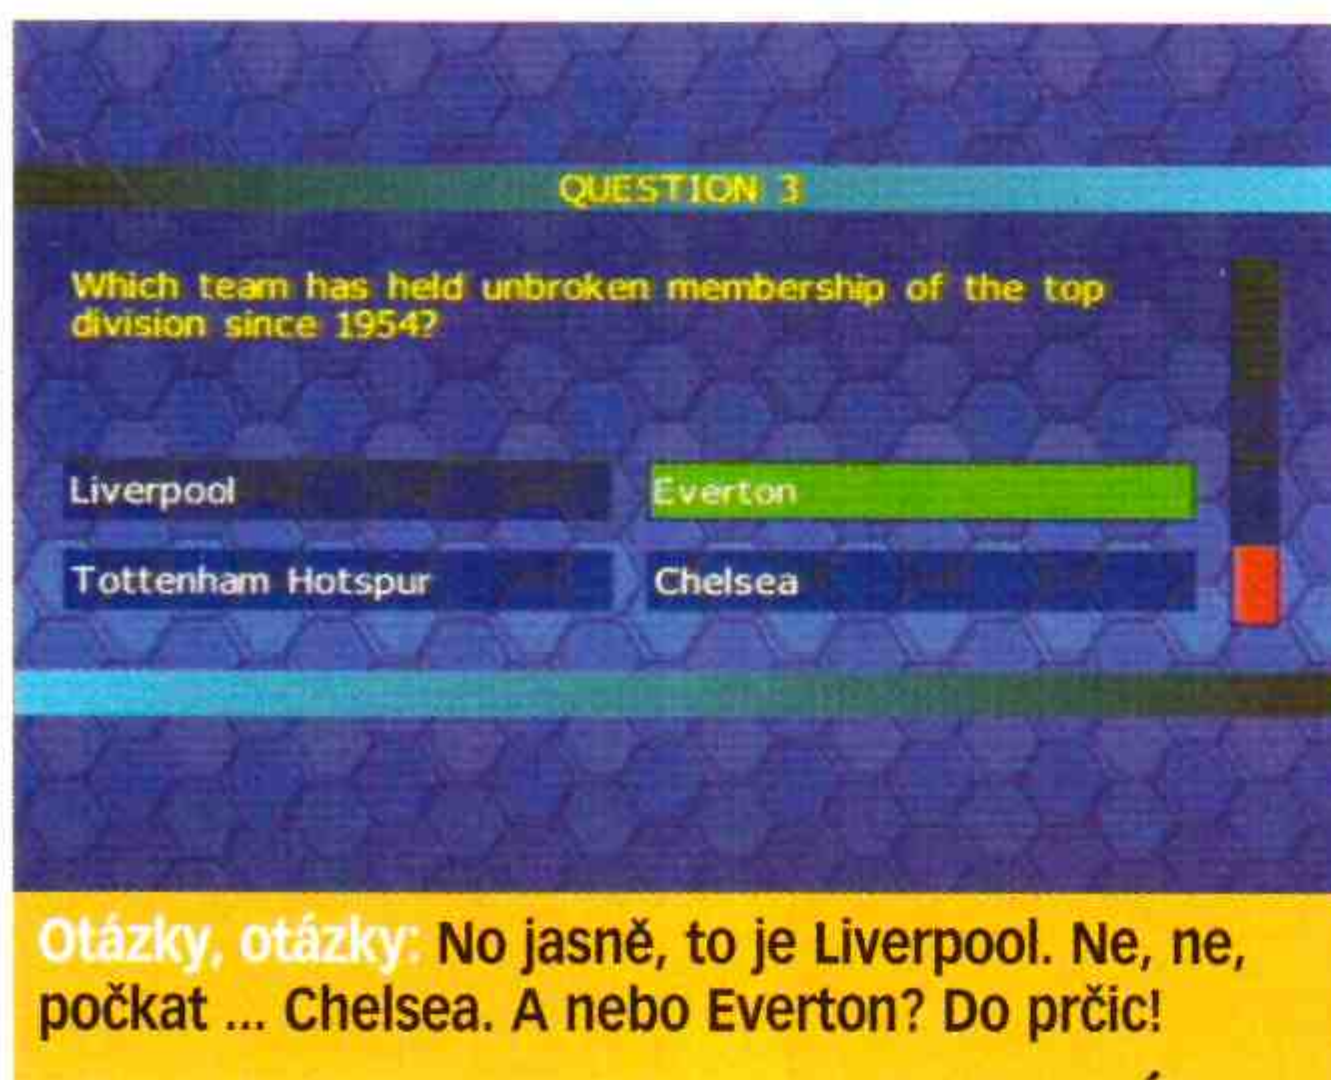 QUESTION 3
Which team has held unbroken membership of the top
division since 1954?
Liverpool
Everton
Tottenham Hotspur
Chelsea
Otázky, otázky: No jasně, to je Liverpool. Ne, ne,
počkat ... Chelsea. A nebo Everton? Do prčic!